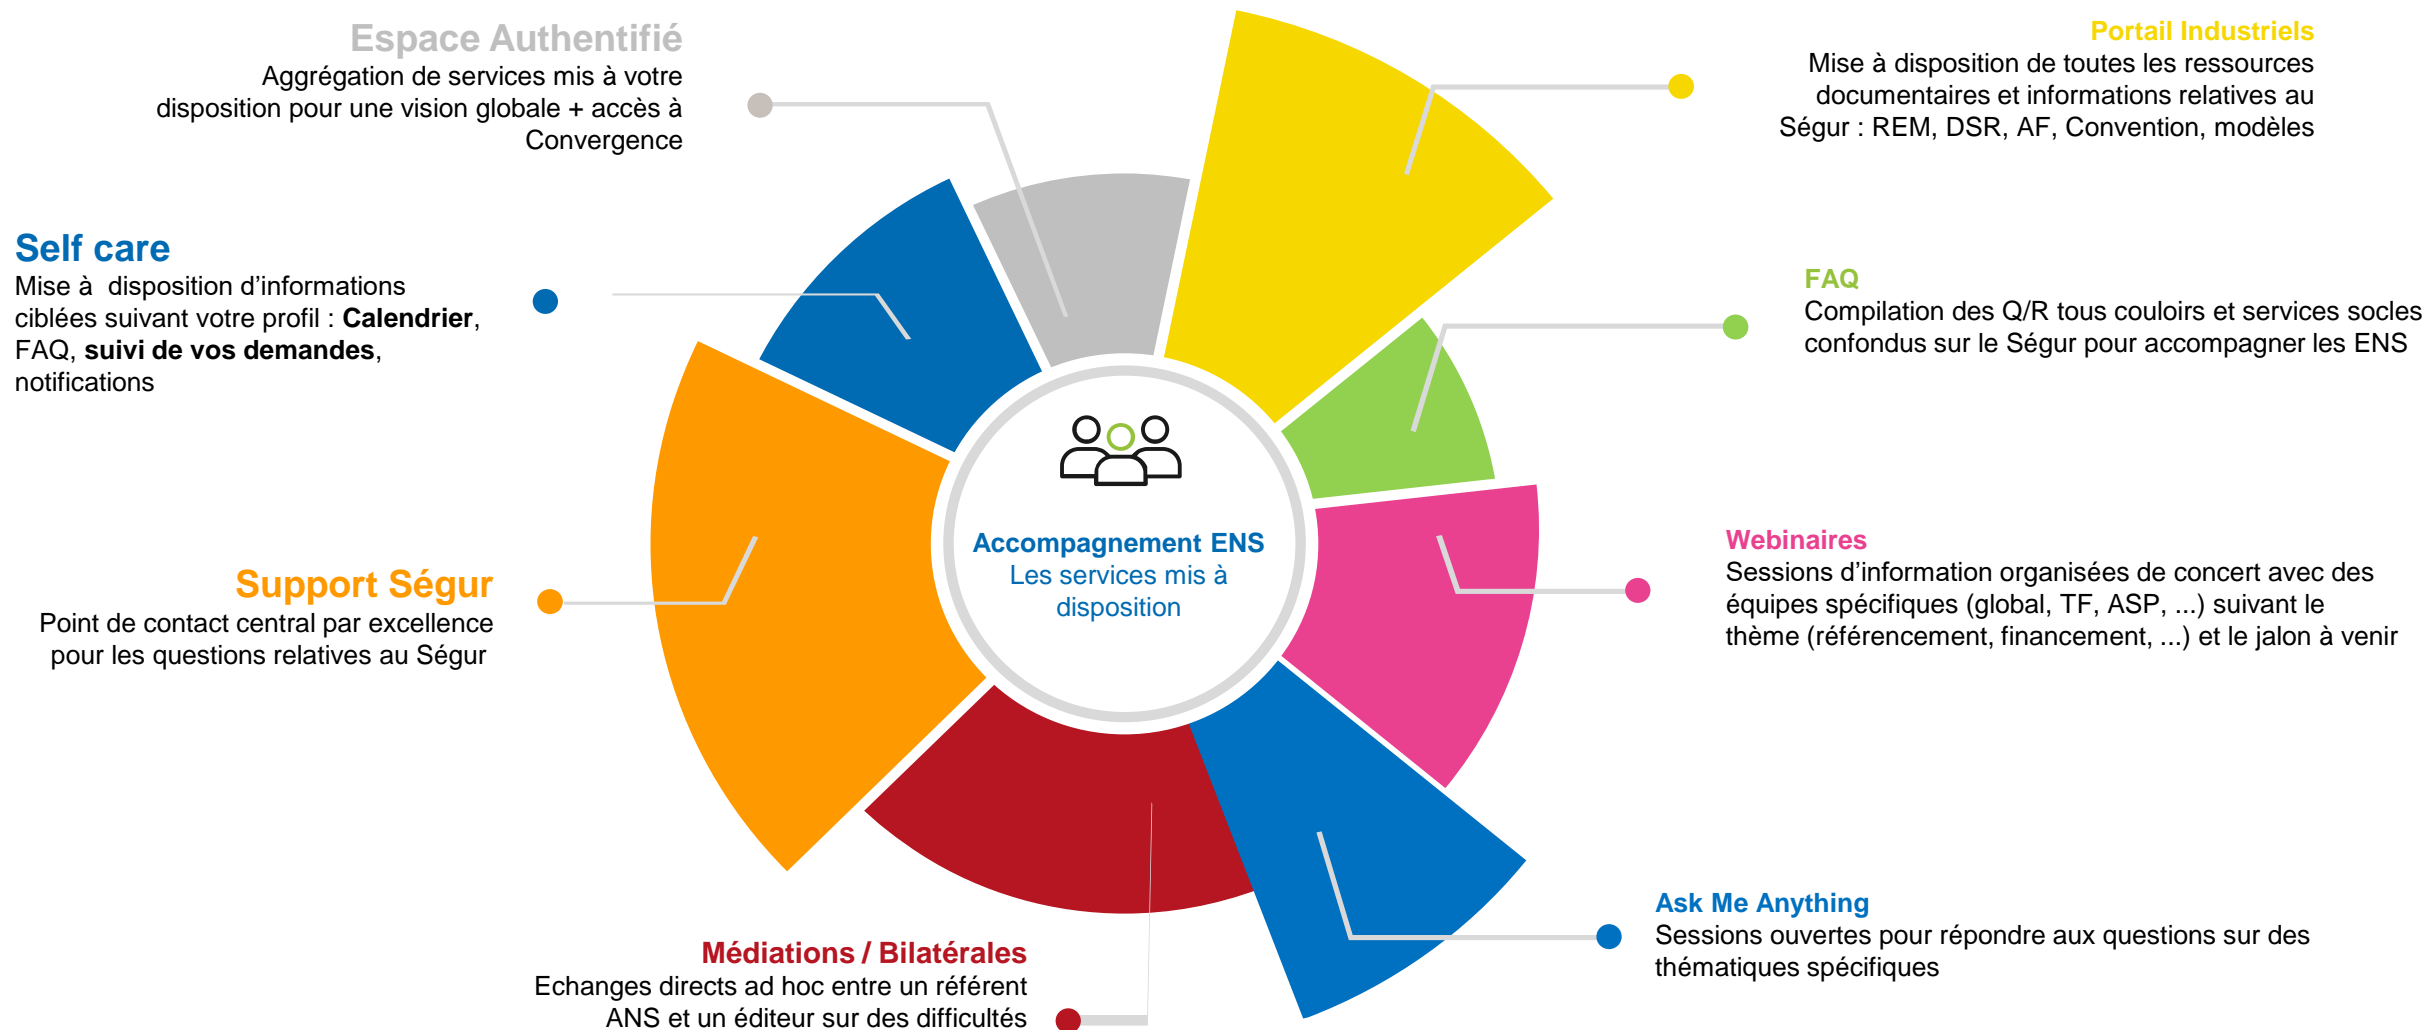 Espace Authentifié
Aggrégation de services mis à votre
disposition pour une vision globale + accès à
Convergence
Portail Industriels
Mise à disposition de toutes les ressources
documentaires et informations relatives au
Ségur : REM, DSR, AF, Convention, modèles
Self care
Mise à  disposition d’informations
ciblées suivant votre profil : Calendrier,
FAQ, suivi de vos demandes,
notifications
FAQ
Compilation des Q/R tous couloirs et services socles
confondus sur le Ségur pour accompagner les ENS
Accompagnement ENS
Les services mis à
disposition
Webinaires
Sessions d’information organisées de concert avec des
équipes spécifiques (global, TF, ASP, ...) suivant le
thème (référencement, financement, ...) et le jalon à venir
Support Ségur
Point de contact central par excellence
pour les questions relatives au Ségur
Ask Me Anything
Sessions ouvertes pour répondre aux questions sur des
thématiques spécifiques
Médiations / Bilatérales
Echanges directs ad hoc entre un référent
ANS et un éditeur sur des difficultés